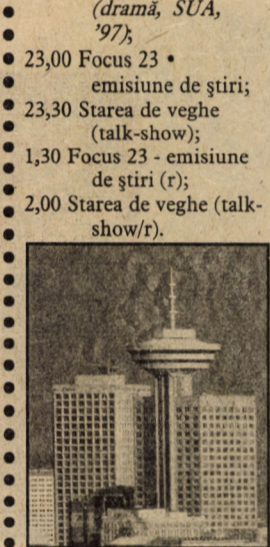 (dramă, SUA,
'97);
23,00 Focus 23 •
emisiune de ştiri;
23,30 Starea de veghe
(talk-show);
1,30 Focus 23 - emisiune
de ştiri (r);
2,00 Starea de veghe (talk-
show/r).